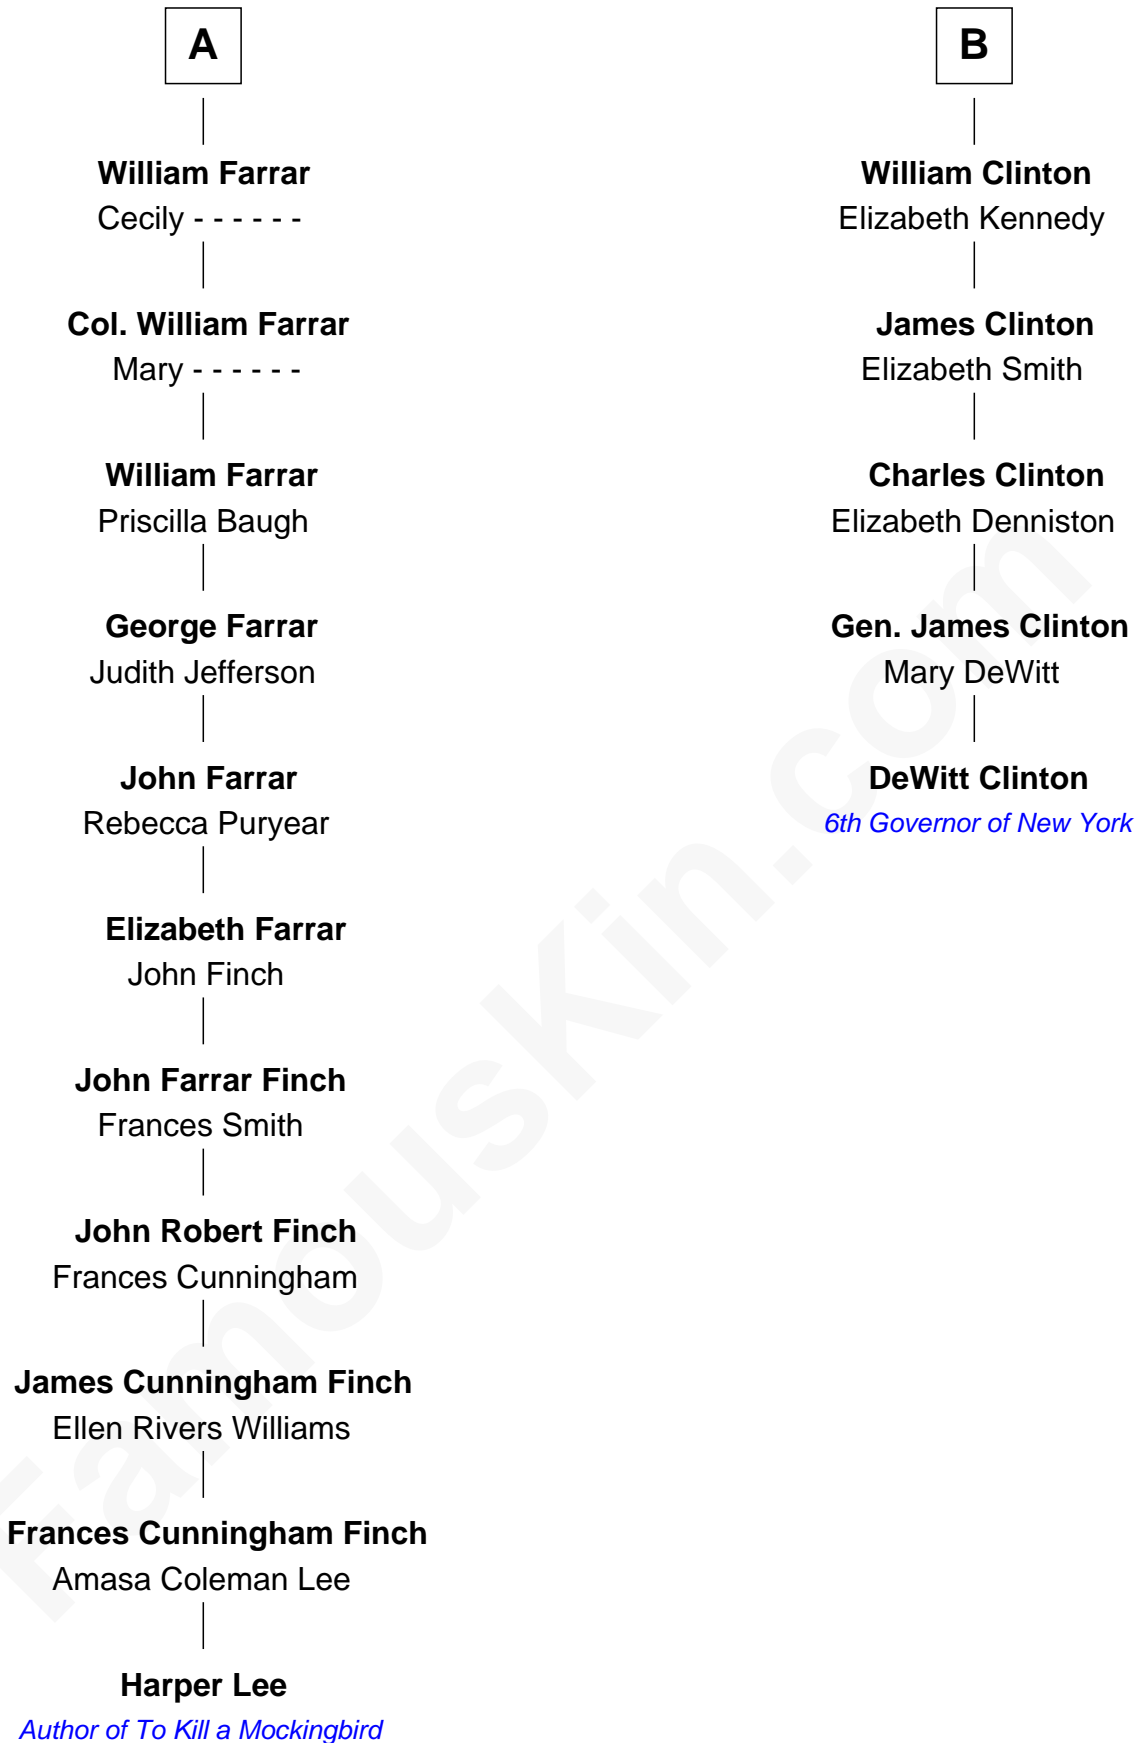 A
William Farrar
Cecily - - - - - -
Col. William Farrar
Mary - - - - - -
William Farrar
Priscilla Baugh
George Farrar
Judith Jefferson
John Farrar
Rebecca Puryear
Elizabeth Farrar
John Finch
John Farrar Finch
Frances Smith
John Robert Finch
Frances Cunningham
James Cunningham Finch
Ellen Rivers Williams
Frances Cunningham Finch
Amasa Coleman Lee
Harper Lee
Author of To Kill a Mockingbird
B
William Clinton
Elizabeth Kennedy
James Clinton
Elizabeth Smith
Charles Clinton
Elizabeth Denniston
Gen. James Clinton
Mary DeWitt
DeWitt Clinton
6th Governor of New York
FamousKin.com